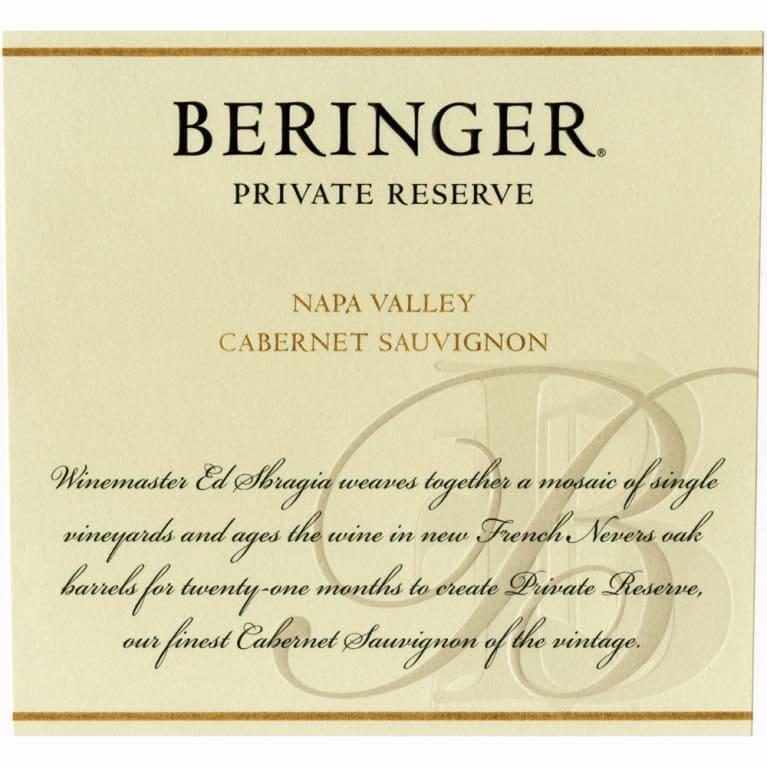 BERINGER®
PRIVATE RESERVE
NAPA VALLEY
CABERNET SAUVIGNON
Winemaster Ed Sbragia weaves together a mosaic of single
vineyards and ages the wine in new French Nevers oak
barrels for twenty-one months to create Private Reserve,
our finest Cabernet Sauvignon of the vintage.